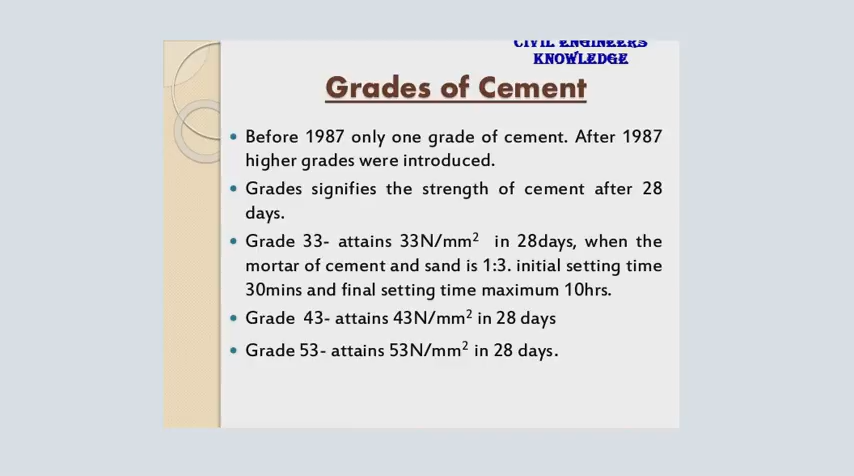 CIVIL ENGINEERS
KNOWLEDGE
Grades of Cement
• Before 1987 only one grade of cement. After 1987
higher grades were introduced.
• Grades signifies the strength of cement after 28
days.
• Grade 33- attains 33N/mm² in 28days, when the
mortar of cement and sand is 1:3. initial setting time
30mins and final setting time maximum 10hrs.
• Grade 43- attains 43N/mm² in 28 days
• Grade 53- attains 53N/mm² in 28 days.